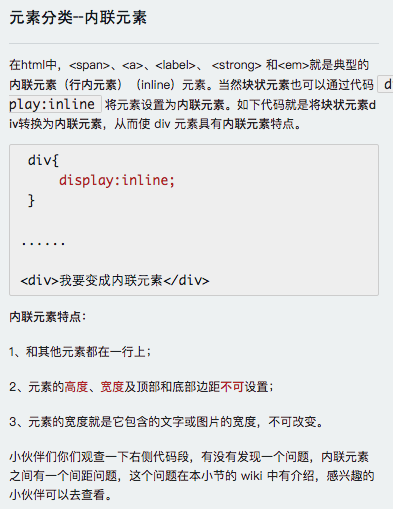 元素分类--内联元素
在html中，<span>、<a>、<label>、 <strong> 和<em>就是典型的
内联元素（行内元素）（inline）元素。当然块状元素也可以通过代码 d
play:inline 将元素设置为内联元素。如下代码就是将块状元素d
iv转换为内联元素，从而使 div 元素具有内联元素特点。
div{
display:inline;
}
......
<div>我要变成内联元素</div>
内联元素特点：
1、和其他元素都在一行上；
2、元素的高度、宽度及顶部和底部边距不可设置；
3、元素的宽度就是它包含的文字或图片的宽度，不可改变。
小伙伴们你们观查一下右侧代码段，有没有发现一个问题，内联元素
之间有一个间距问题，这个问题在本小节的 wiki 中有介绍，感兴趣的
小伙伴可以去查看。